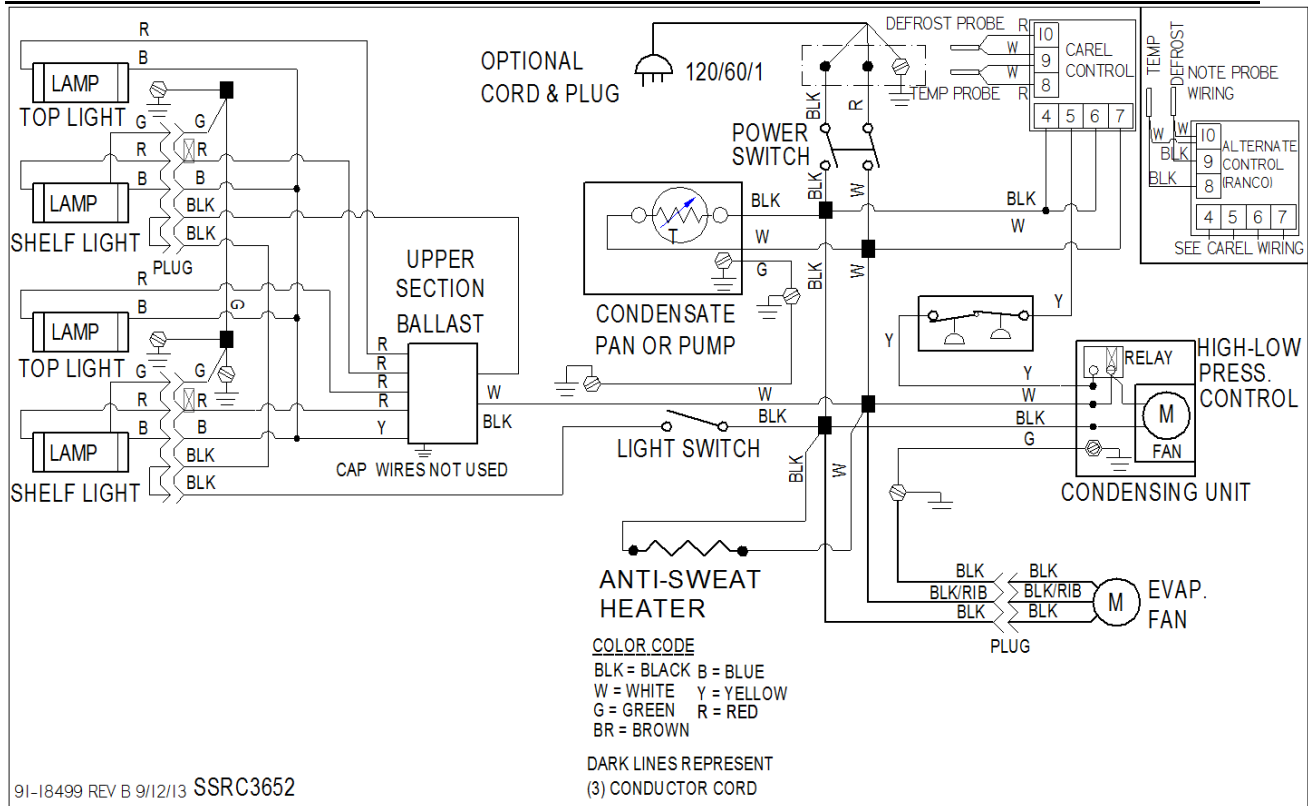 R
B
LAMP
TOP LIGHT
G
G
R
R
B
B
LAMP
BLK
BLK
SHELF LIGHT
PLUG
R
B
G
LAMP
TOP LIGHT
G
G
R
R
B
B
LAMP
BLK
BLK
SHELF LIGHT
UPPER
SECTION
BALLAST
R
R
R
R
Y
W
BLK
CAP WIRES NOT USED
OPTIONAL
CORD & PLUG
120/60/1
BLK
R
POWER
SWITCH
BLK
W
BLK
W
T
G
BLK
W
CONDENSATE
PAN OR PUMP
BLK
W
DEFROST PROBE R
W
W
TEMP PROBE R
10
9
8
CAREL
CONTROL
4 5 6 7
TEMP
DEFROST
NOTE PROBE
WIRING
W W
BLK
BLK
10
9
8
ALTERNATE
CONTROL
(RANCO)
4 5 6 7
SEE CAREL WIRING
Y
Y
HIGH-LOW
PRESS.
CONTROL
RELAY
Y
W
BLK
G
M
FAN
CONDENSING UNIT
W
BLK
LIGHT SWITCH
BLK
W
ANTI-SWEAT
HEATER
BLK BLK
BLK/RIB BLK/RIB
BLK BLK
M
EVAP.
FAN
PLUG
COLOR CODE
BLK = BLACK B = BLUE
W = WHITE Y = YELLOW
G = GREEN R = RED
BR = BROWN
DARK LINES REPRESENT
(3) CONDUCTOR CORD
91-18499 REV B 9/12/13 SSRC3652